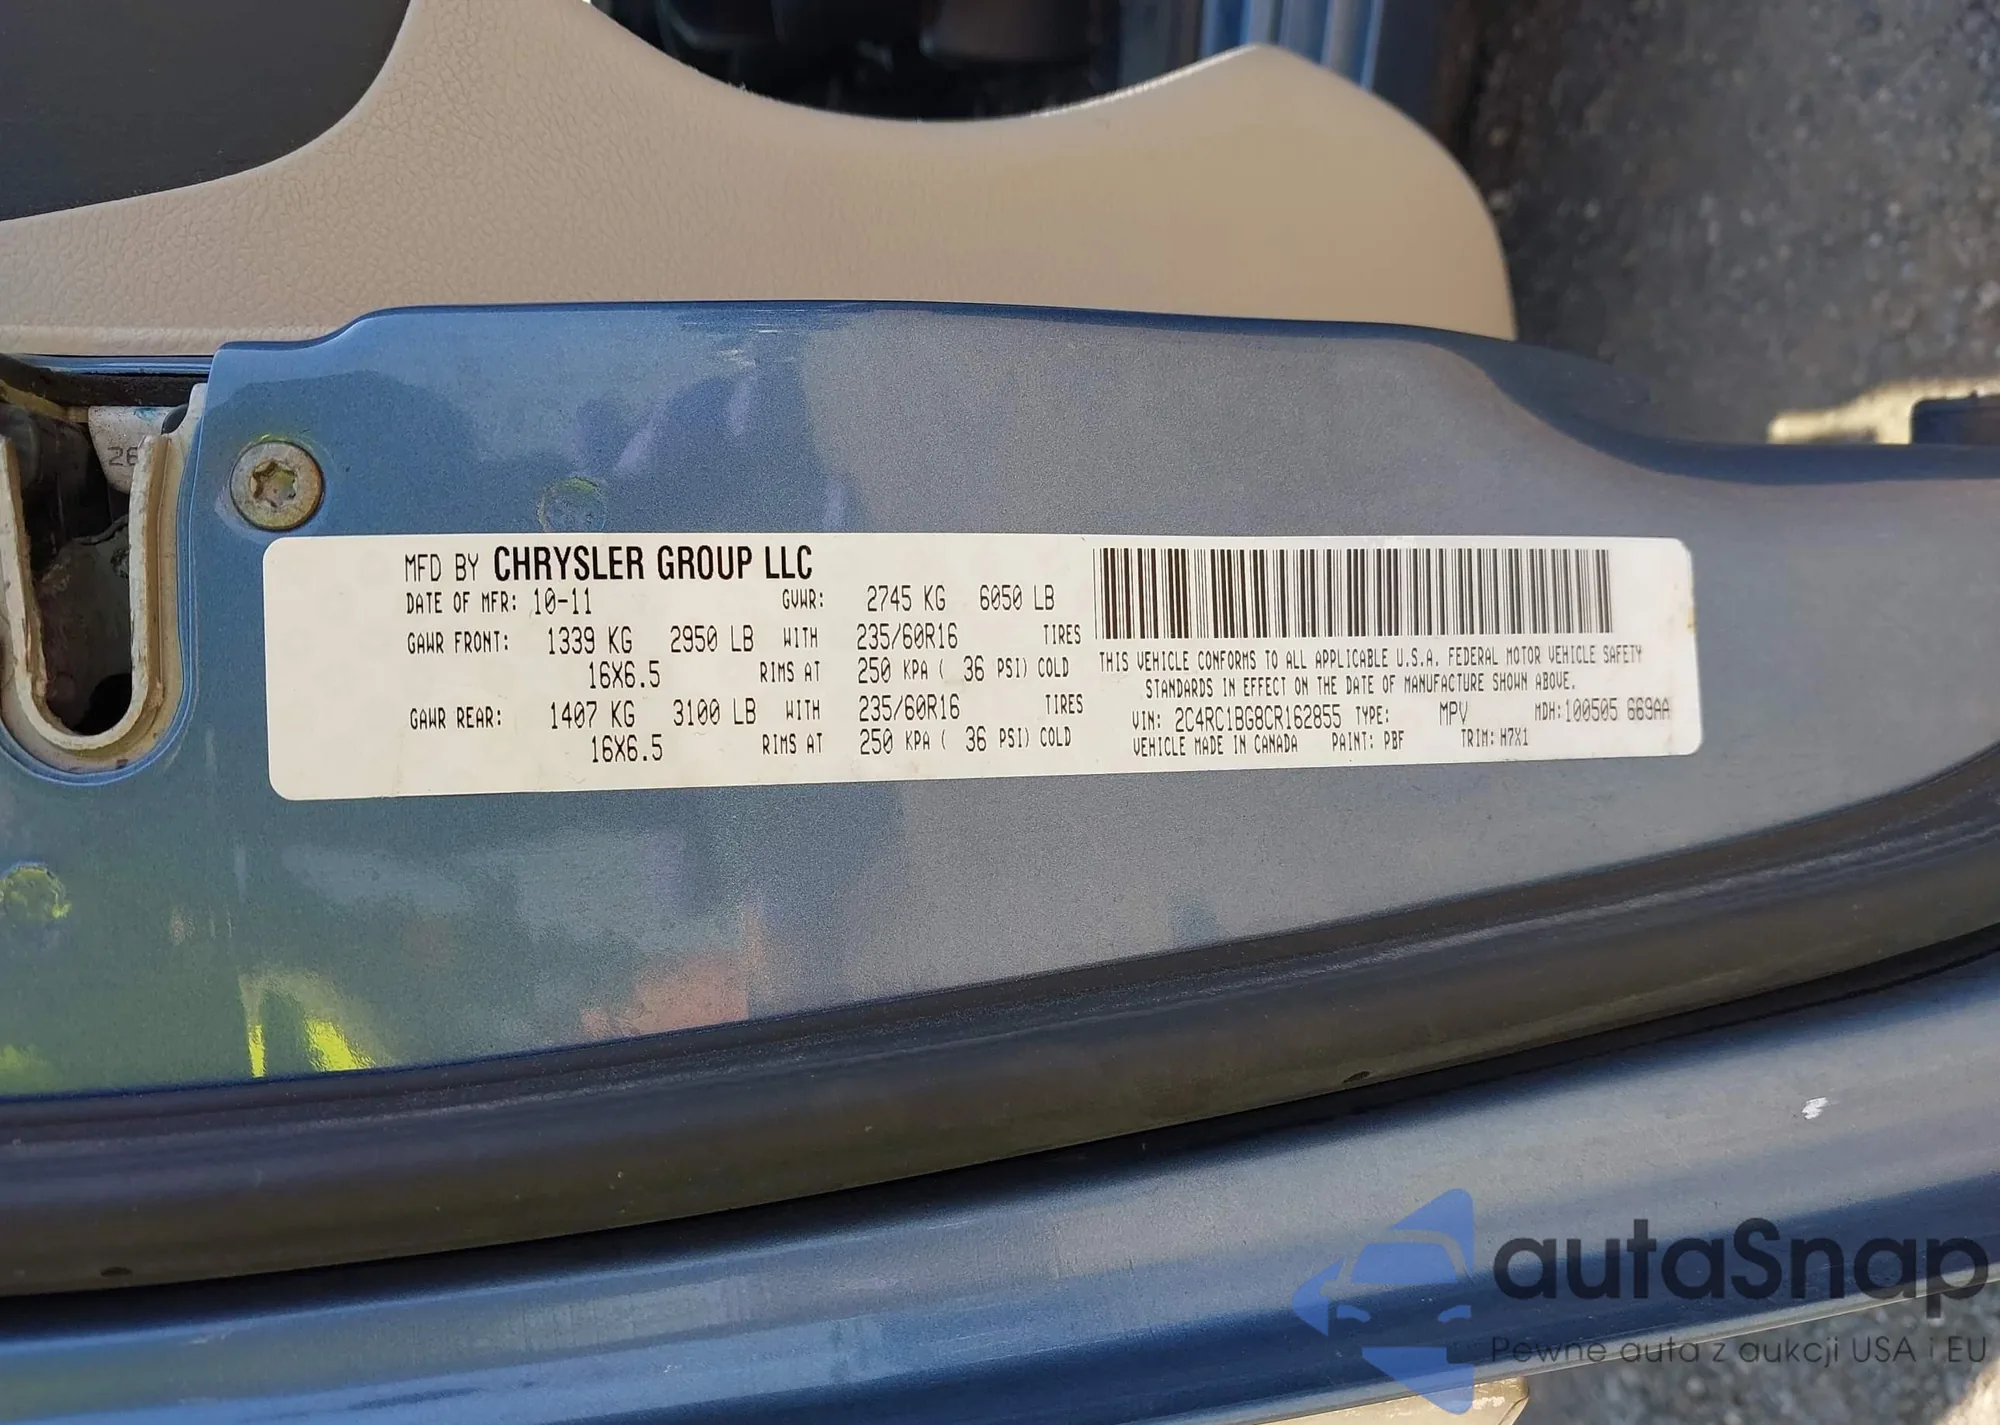 MFD BY CHRYSLER GROUP LLC
DATE OF MFR: 10-11 GVWR: 2745 KG 6050 LB
GAWR FRONT: 1339 KG 2950 LB WITH 235/60R16 TIRES
16X6.5 RIMS AT 250 KPA ( 36 PSI) COLD
GAWR REAR: 1407 KG 3100 LB WITH 235/60R16 TIRES
16X6.5 RIMS AT 250 KPA ( 36 PSI) COLD
THIS VEHICLE CONFORMS TO ALL APPLICABLE U.S.A. FEDERAL MOTOR VEHICLE SAFETY
STANDARDS IN EFFECT ON THE DATE OF MANUFACTURE SHOWN ABOVE.
VIN: 2C4RC1BG8CR162855 TYPE: MPV MDH: 100505 669AA
VEHICLE MADE IN CANADA PAINT: PBF TRIM: H7X1
autaSnap
Pewne auta z aukcji USA i EU